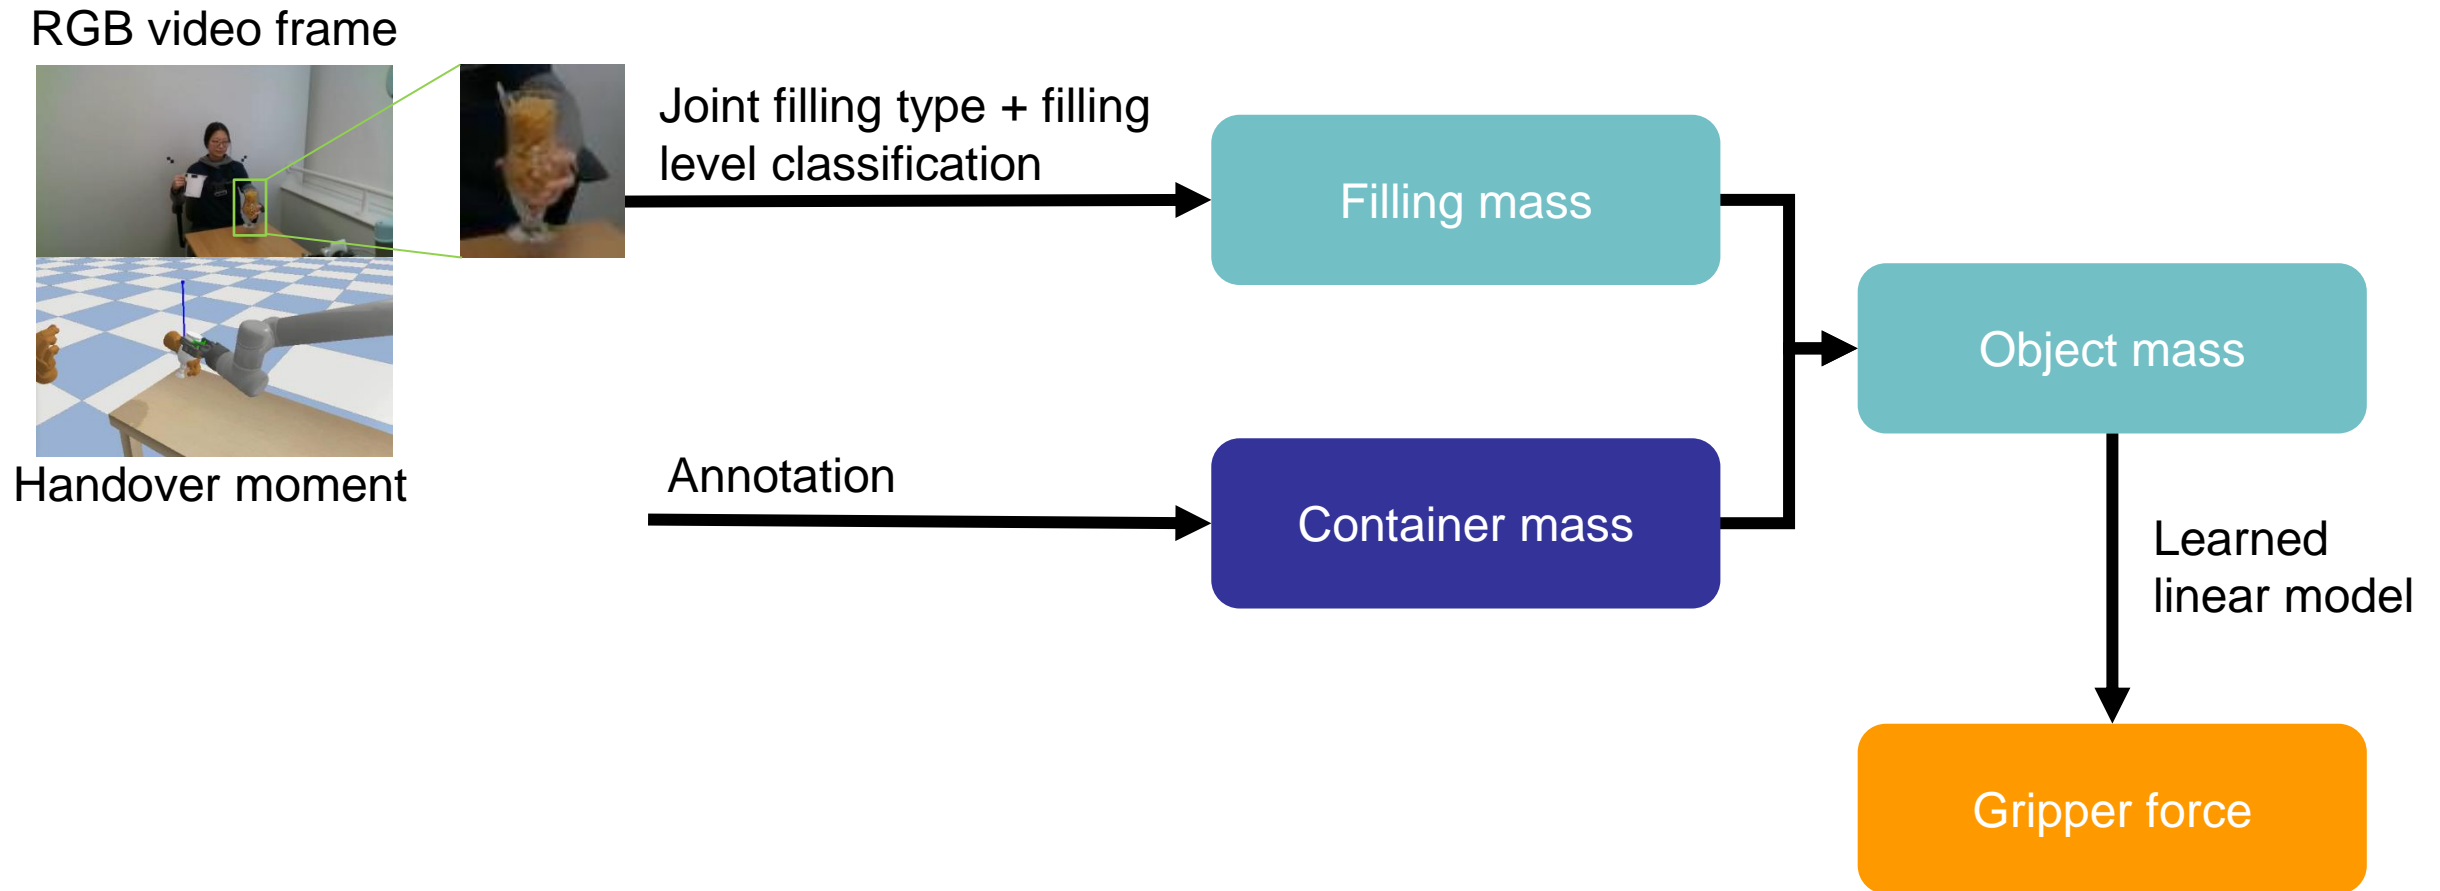 RGB video frame
Joint filling type + filling
level classification
Filling mass
Object mass
Handover moment
Annotation
Container mass
Learned
linear model
Gripper force